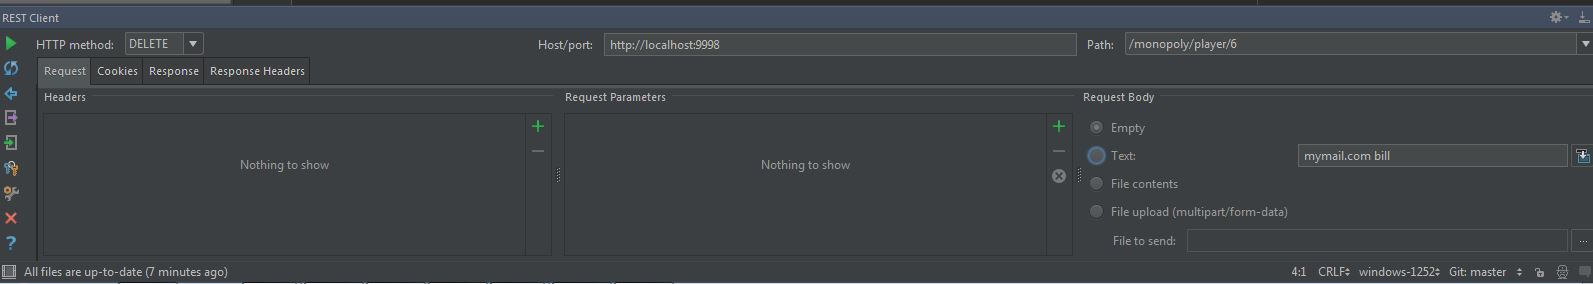 REST Client
HTTP method: DELETE Host/port: http://localhost:9998 Path: /monopoly/player/6
Request Cookies Response Response Headers
Headers Request Parameters Request Body
Empty
Nothing to show Nothing to show Text: mymail.com bill
File contents
File upload (multipart/form-data)
File to send: ...
All files are up-to-date (7 minutes ago) 4:1 CRLF windows-1252 Git: master